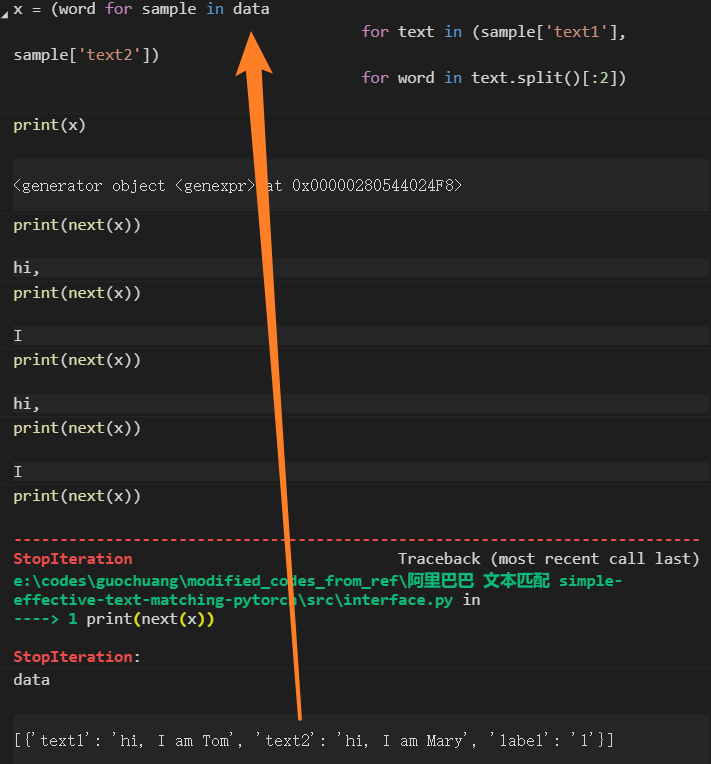 x = (word for sample in data
for text in (sample['text1'],
sample['text2'])
for word in text.split()[:2])
print(x)
<generator object <genexpr> at 0x00000280544024F8>
print(next(x))
hi,
print(next(x))
I
print(next(x))
hi,
print(next(x))
I
print(next(x))
---------------------------------------------------------------------------
StopIteration Traceback (most recent call last)
e:\codes\guochuang\modified_codes_from_ref\阿里巴巴 文本匹配 simple-
effective-text-matching-pytorch\src\interface.py in
----> 1 print(next(x))
StopIteration:
data
[{'text1': 'hi, I am Tom', 'text2': 'hi, I am Mary', 'label': '1'}]